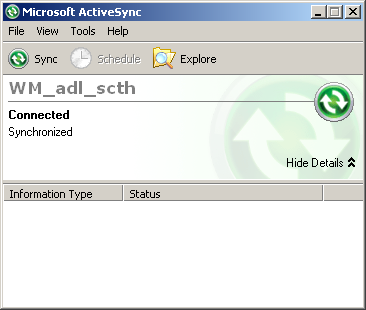 Microsoft ActiveSync
File View Tools Help
Sync Schedule Explore
WM_adl_scth
Connected
Synchronized
Hide Details
Information Type Status